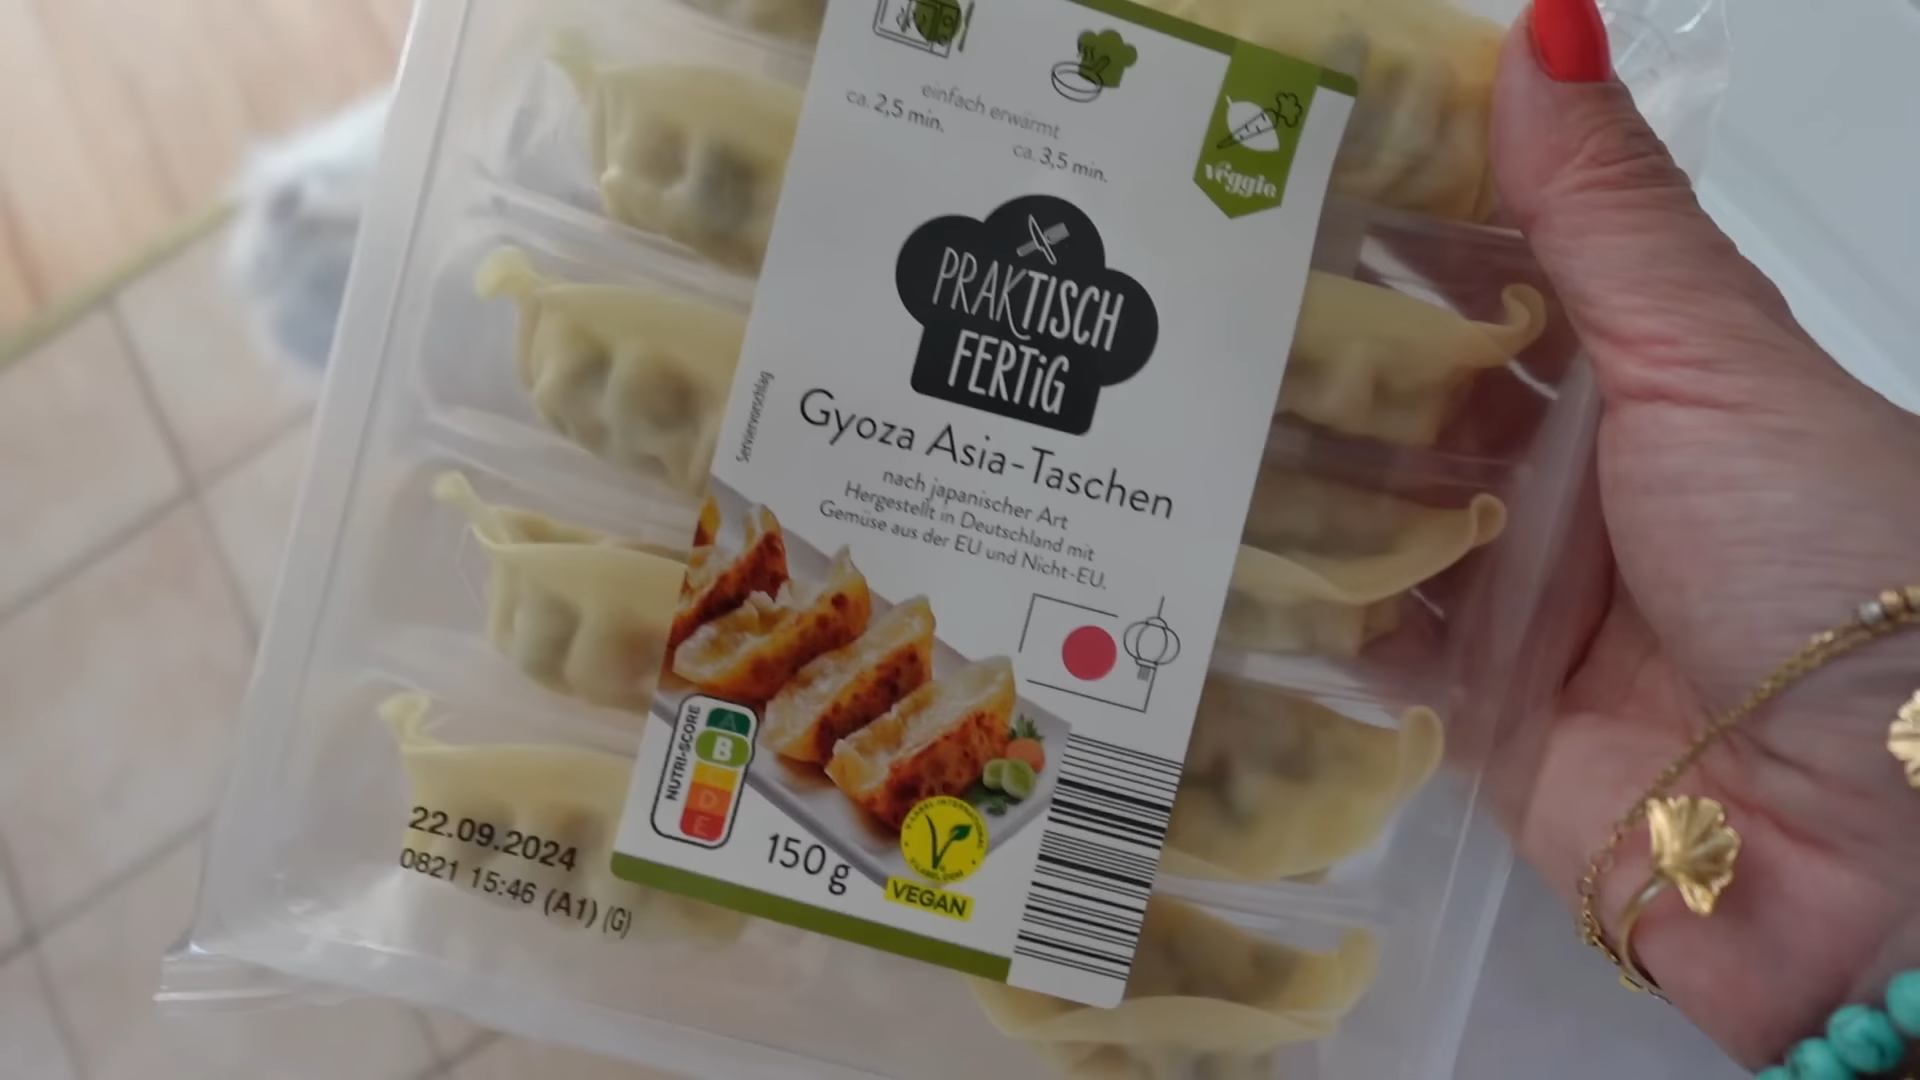 einfach erwärmt
ca. 2,5 min.
ca. 3,5 min.
veggie
PRAKTISCH
FERTiG
Serviervorschlag
Gyoza Asia-Taschen
nach japanischer Art
Hergestellt in Deutschland mit
Gemüse aus der EU und Nicht-EU.
NUTRI-SCORE
A
B
D
E
150 g
VEGAN
22.09.2024
0821 15:46 (A1) (G)